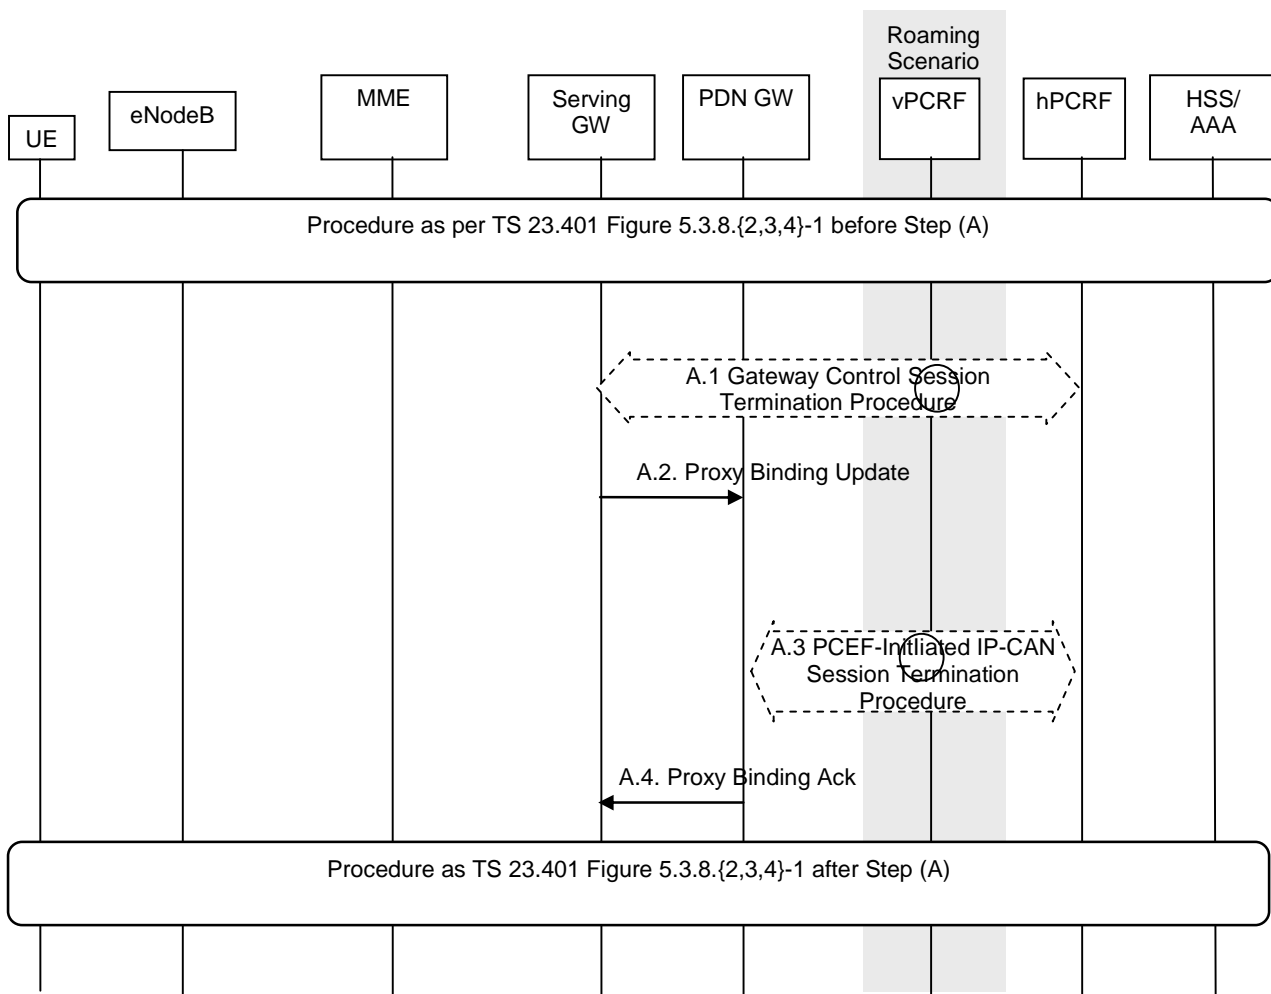 Roaming
Scenario
UE
eNodeB
MME
Serving
GW
PDN GW
vPCRF
hPCRF
HSS/
AAA
Procedure as per TS 23.401 Figure 5.3.8.{2,3,4}-1 before Step (A)
A.1 Gateway Control Session
Termination Procedure
A.2. Proxy Binding Update
A.3 PCEF-Initliated IP-CAN
Session Termination
Procedure
A.4. Proxy Binding Ack
Procedure as TS 23.401 Figure 5.3.8.{2,3,4}-1 after Step (A)